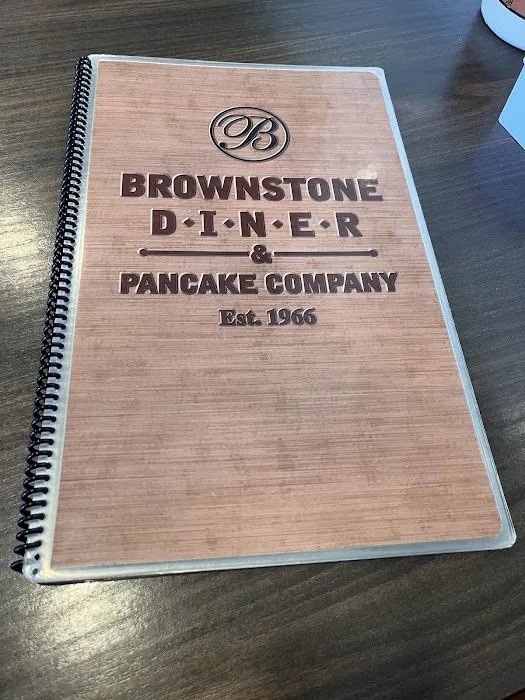 B
BROWNSTONE
D·I·N·E·R
&
PANCAKE COMPANY
Est. 1966